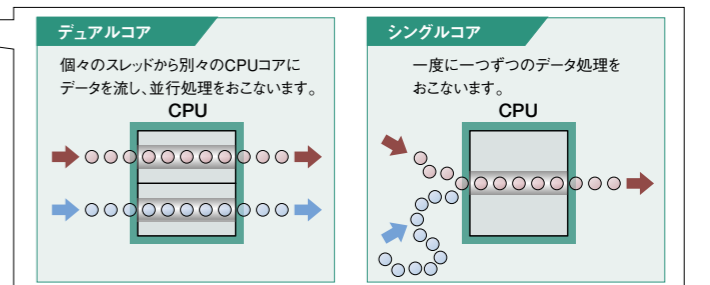 デュアルコア
個々のスレッドから別々のCPUコアに
データを流し、並行処理をおこないます。
CPU
シングルコア
一度に一つずつのデータ処理を
おこないます。
CPU